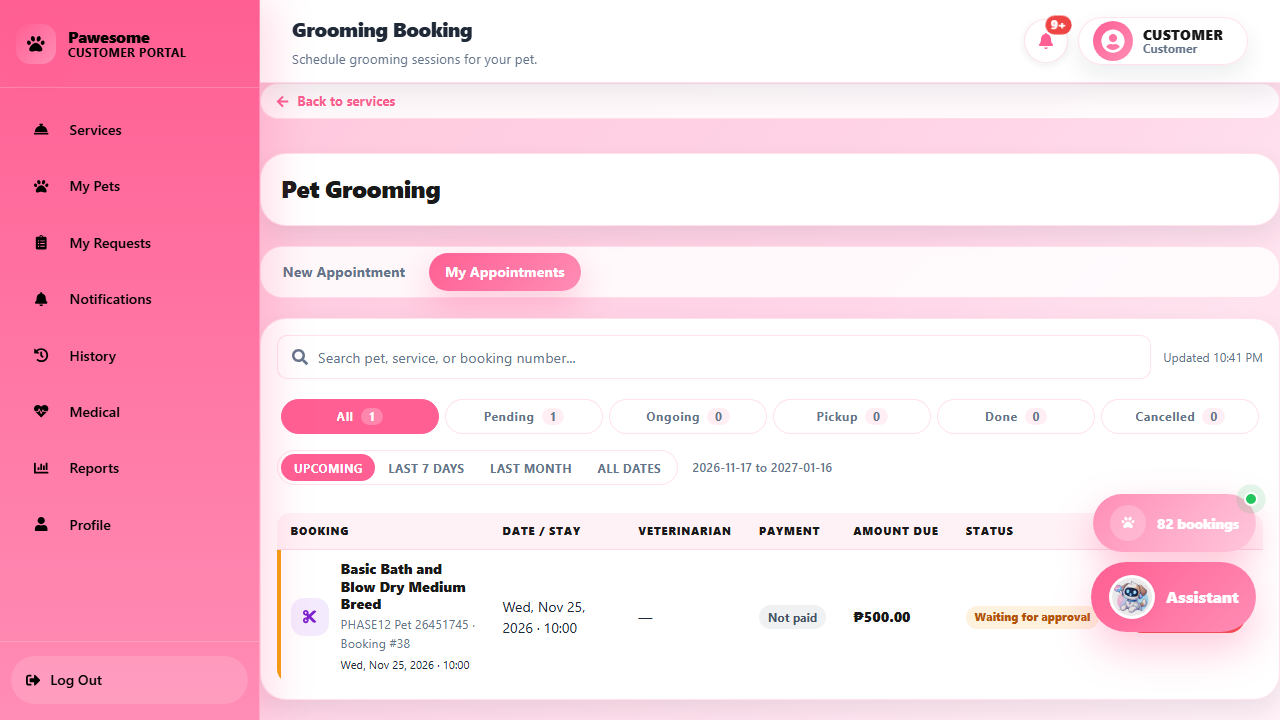 Pawesome
CUSTOMER PORTAL
Services
My Pets
My Requests
Notifications
History
Medical
Reports
Profile
Log Out
Grooming Booking
Schedule grooming sessions for your pet.
9+
CUSTOMER
Customer
Back to services
Pet Grooming
New Appointment
My Appointments
Search pet, service, or booking number...
Updated 10:41 PM
All 1
Pending 1
Ongoing 0
Pickup 0
Done 0
Cancelled 0
UPCOMING
LAST 7 DAYS
LAST MONTH
ALL DATES
2026-11-17 to 2027-01-16
BOOKING
DATE / STAY
VETERINARIAN
PAYMENT
AMOUNT DUE
STATUS
Basic Bath and
Blow Dry Medium
Breed
PHASE12 Pet 26451745 ·
Booking #38
Wed, Nov 25, 2026 · 10:00
Wed, Nov 25,
2026 · 10:00
—
Not paid
₱500.00
Waiting for approval
82 bookings
Assistant